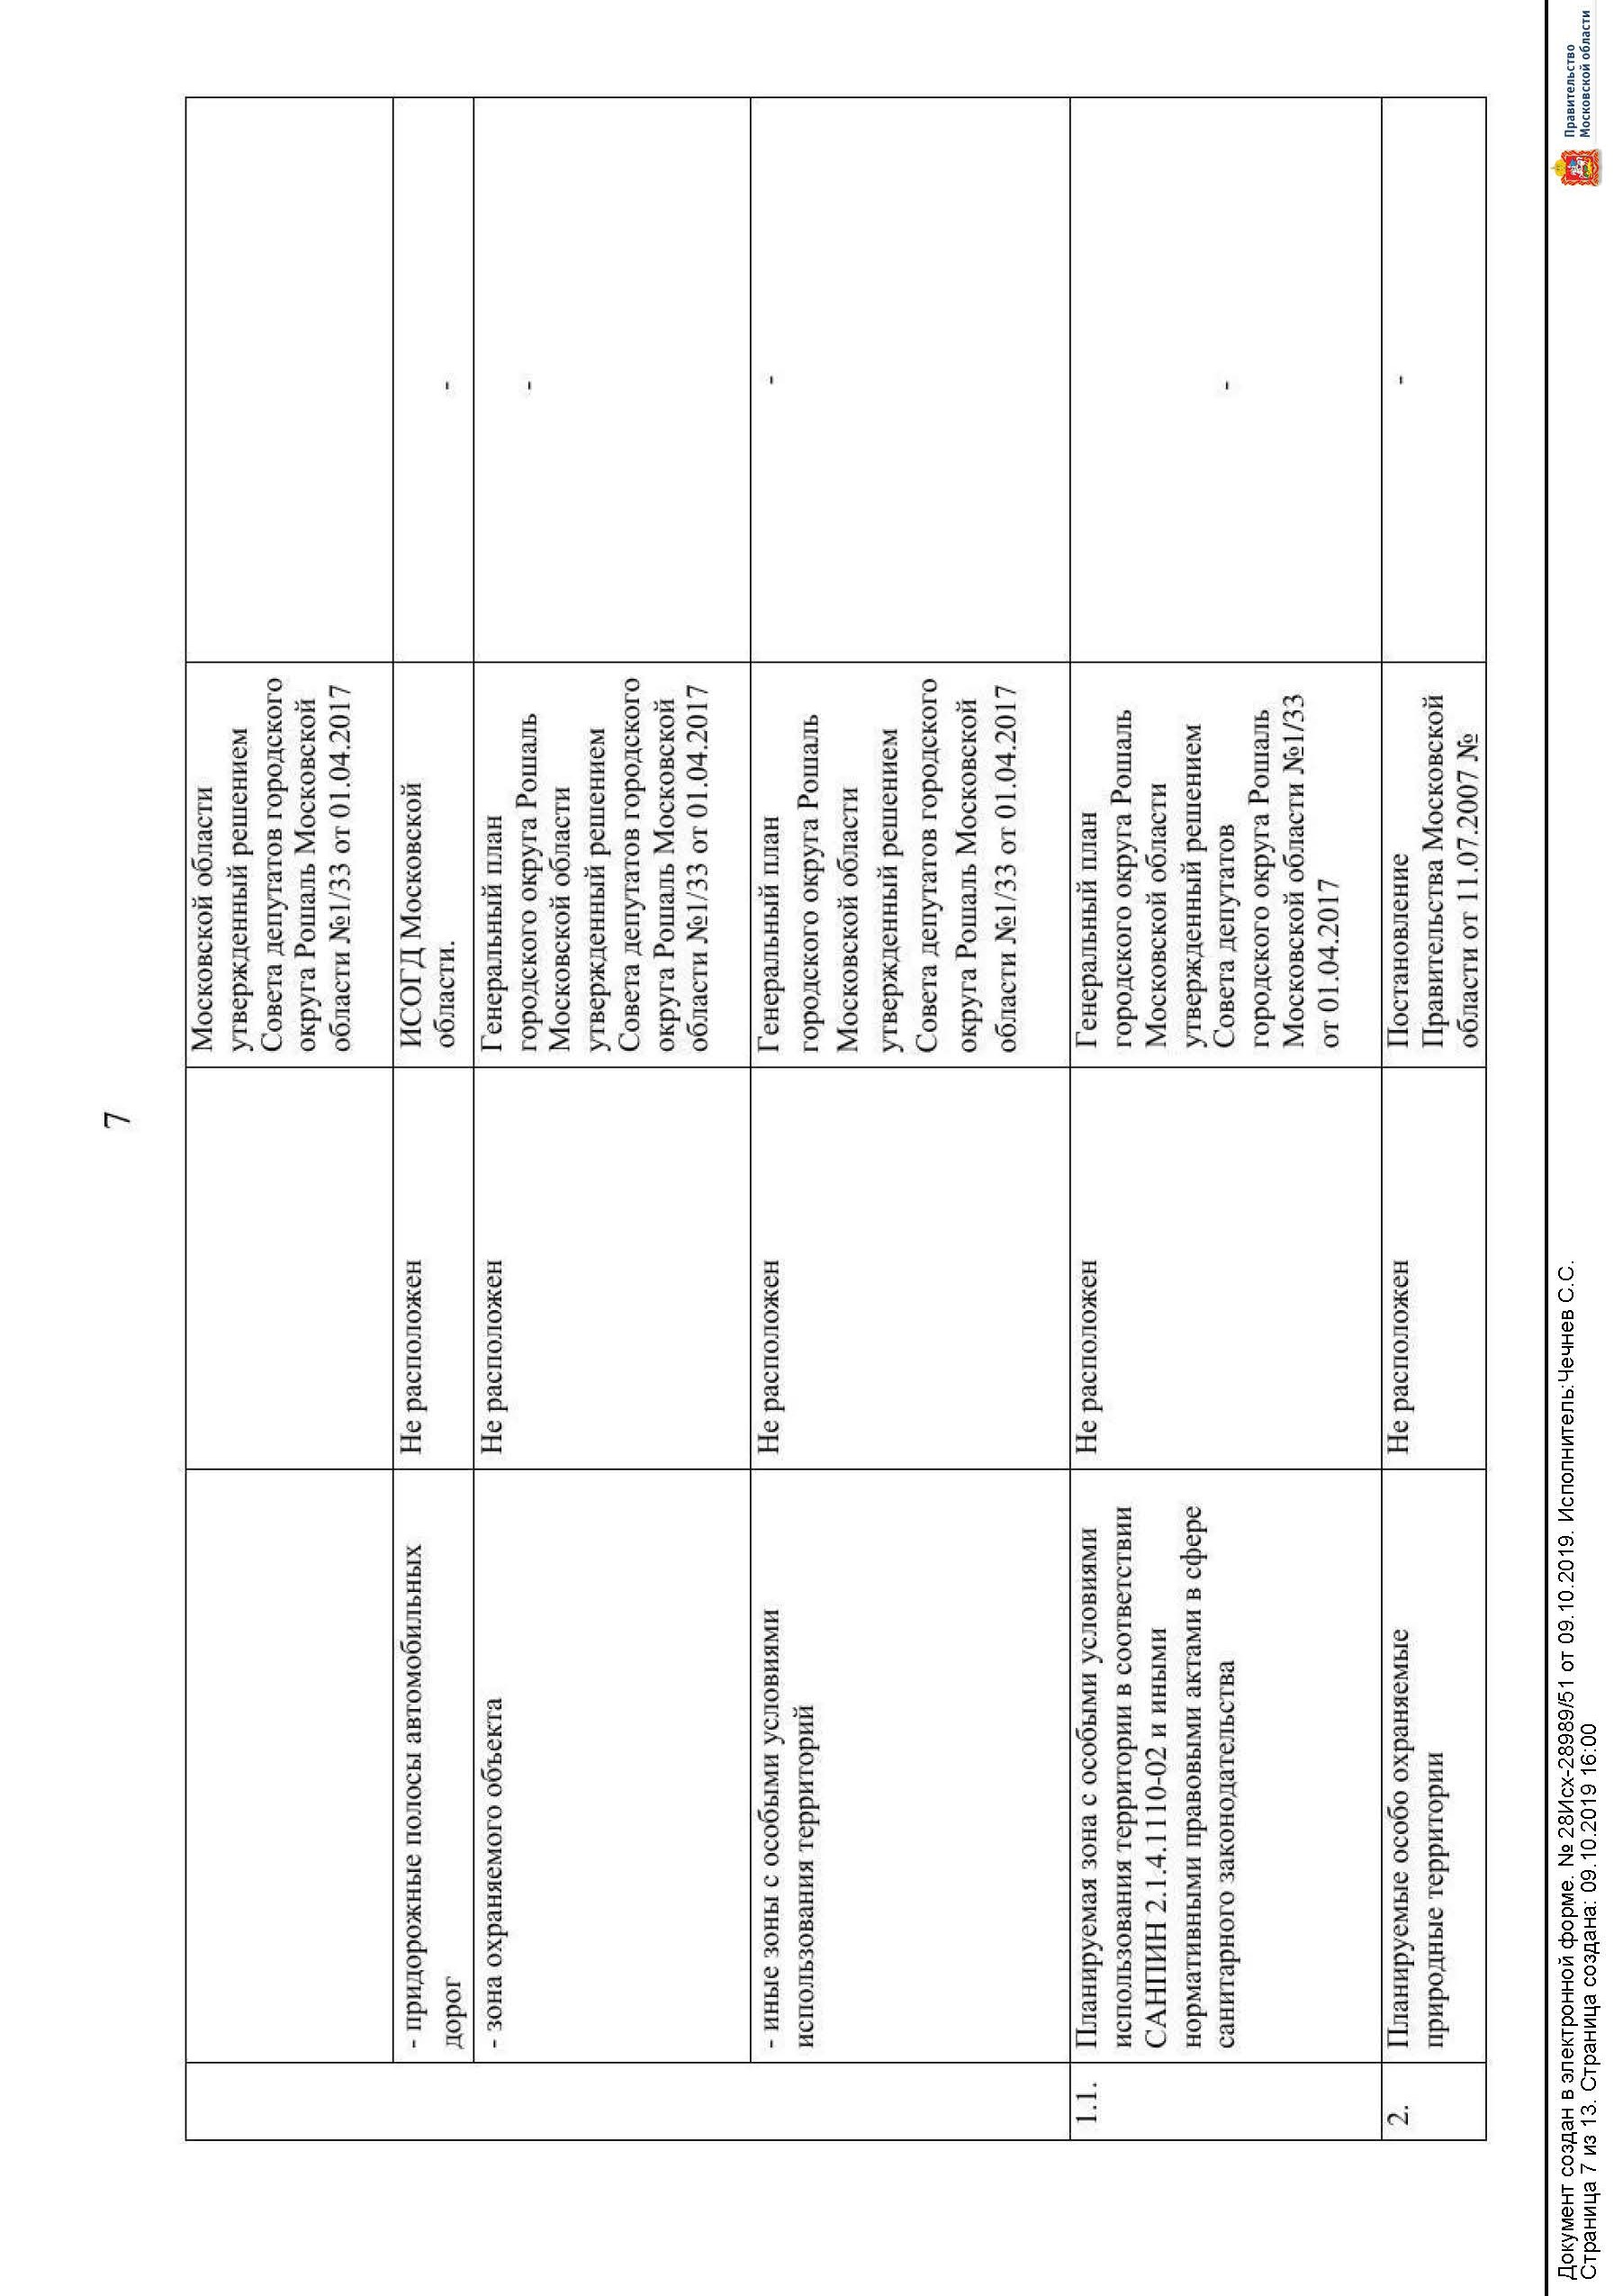 7
Московской области
утвержденный решением
Совета депутатов городского
округа Рошаль Московской
области №1/33 от 01.04.2017
- придорожные полосы автомобильных
дорог
Не расположен
ИСОГД Московской
области.
-
- зона охраняемого объекта
Не расположен
Генеральный план
городского округа Рошаль
Московской области
утвержденный решением
Совета депутатов городского
округа Рошаль Московской
области №1/33 от 01.04.2017
-
- иные зоны с особыми условиями
использования территорий
Не расположен
Генеральный план
городского округа Рошаль
Московской области
утвержденный решением
Совета депутатов городского
округа Рошаль Московской
области №1/33 от 01.04.2017
-
1.1.
Планируемая зона с особыми условиями
использования территории в соответствии
САНПИН 2.1.4.1110-02 и иными
нормативными правовыми актами в сфере
санитарного законодательства
Не расположен
Генеральный план
городского округа Рошаль
Московской области
утвержденный решением
Совета депутатов
городского округа Рошаль
Московской области №1/33
от 01.04.2017
-
2.
Планируемые особо охраняемые
природные территории
Не расположен
Постановление
Правительства Московской
области от 11.07.2007 №
-
Документ создан в электронной форме. № 28Исх-28989/51 от 09.10.2019. Исполнитель:Чечнев С.С.
Страница 7 из 13. Страница создана: 09.10.2019 16:00
Правительство
Московской области